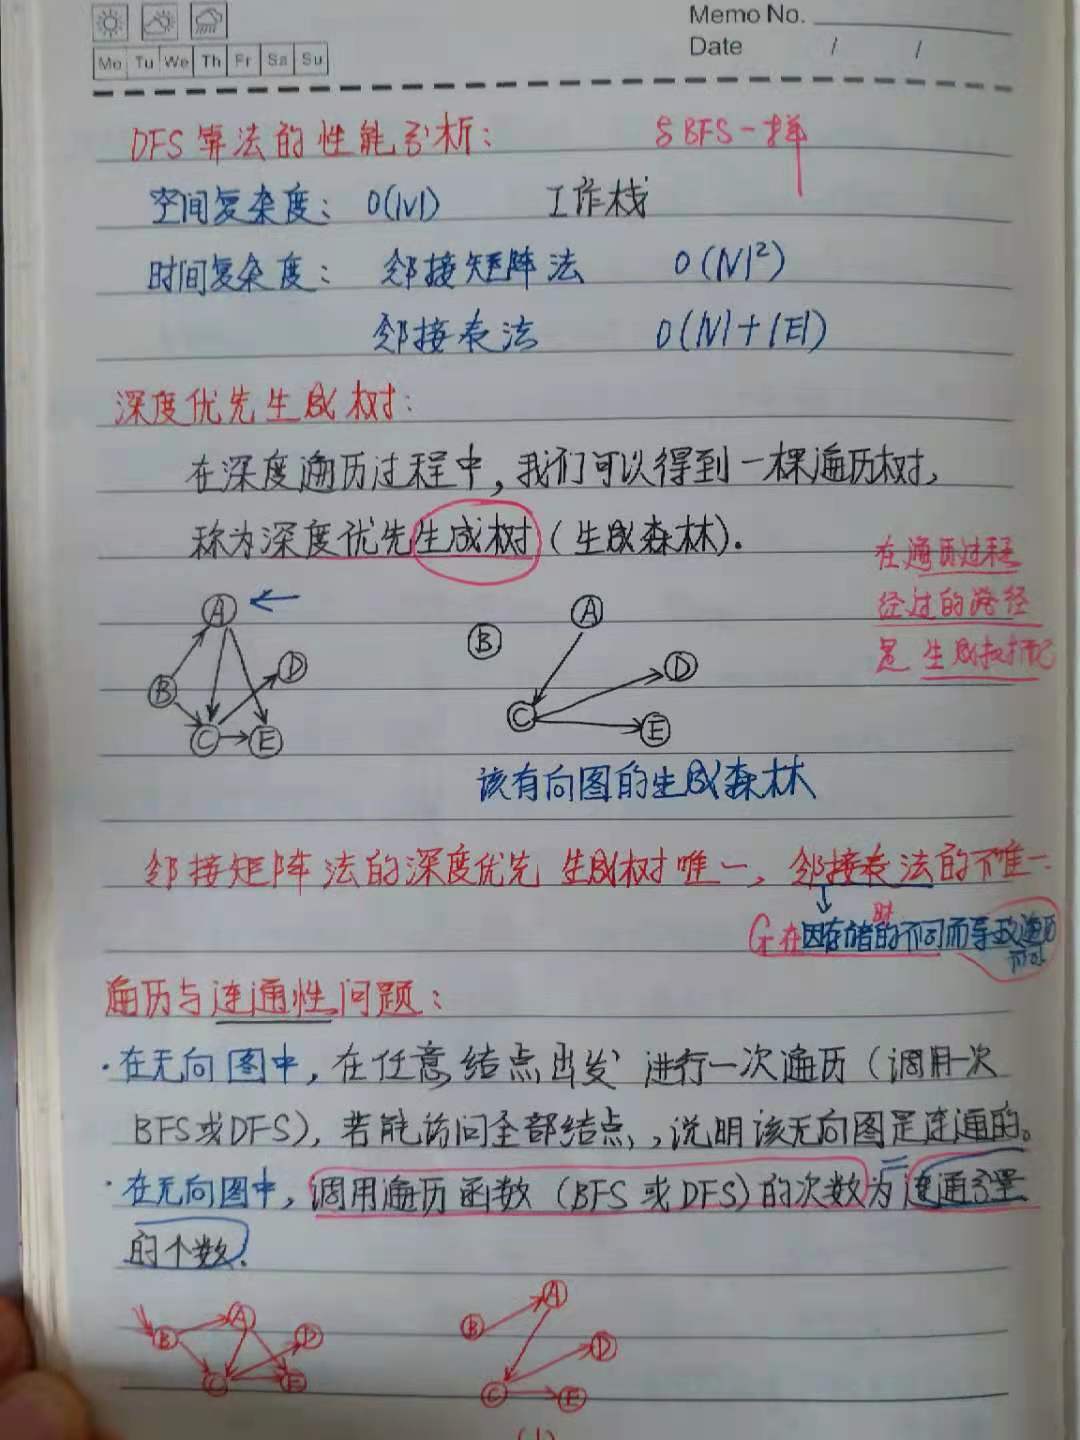 Memo No.
Mo Tu We Th Fr Sa Su
Date / /
DFS算法的性能分析: 与BFS一样
空间复杂度: O(|V|) 工作栈
时间复杂度: 邻接矩阵法 O(|V|²)
邻接表法 O(|V|+|E|)
深度优先生成树:
在深度遍历过程中,我们可以得到一棵遍历树,
称为深度优先生成树(生成森林).
在遍历过程
经过的路径
是生成树
A
B
C
D
E
A
B
C
D
E
该有向图的生成森林
邻接矩阵法的深度优先生成树唯一,邻接表法的不唯一
G在因存储时的不同而导致遍历
不同
遍历与连通性问题:
·在无向图中,在任意结点出发 进行一次遍历(调用一次
BFS或DFS),若能访问全部结点,说明该无向图是连通的。
·在无向图中,调用遍历函数(BFS或DFS)的次数为连通分量
的个数.
B A C D E
B A C D E
(1)